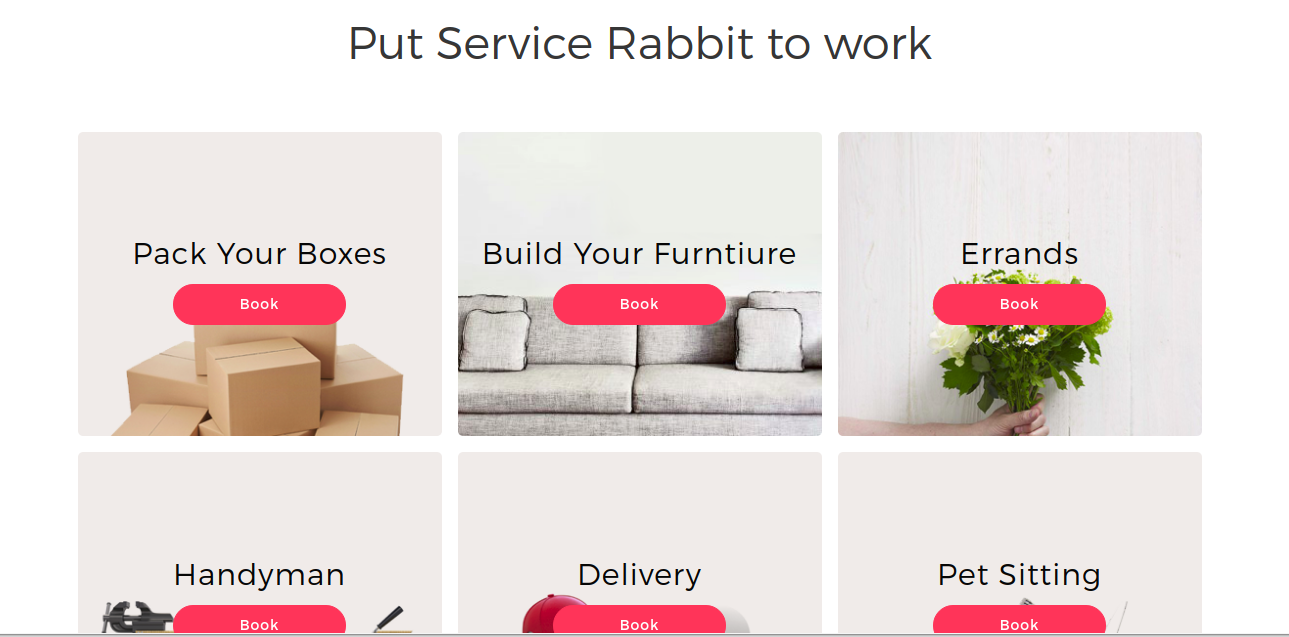 Put Service Rabbit to work
Pack Your Boxes
Book
Build Your Furntiure
Book
Errands
Book
Handyman
Book
Delivery
Book
Pet Sitting
Book